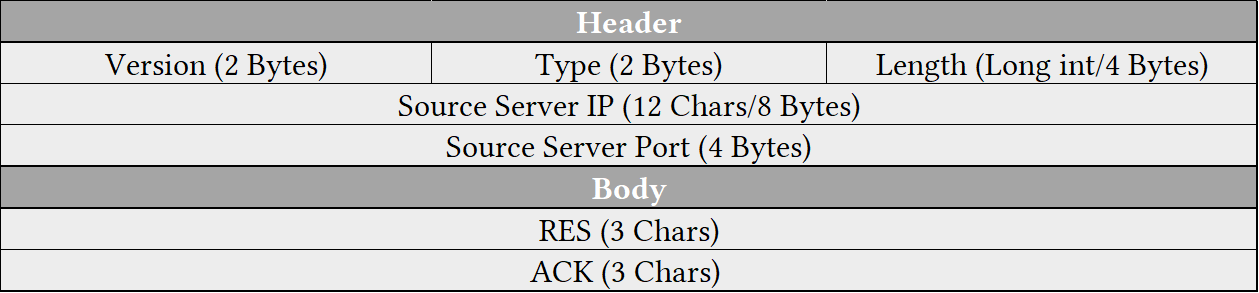 Header
Version (2 Bytes) Type (2 Bytes) Length (Long int/4 Bytes)
Source Server IP (12 Chars/8 Bytes)
Source Server Port (4 Bytes)
Body
RES (3 Chars)
ACK (3 Chars)